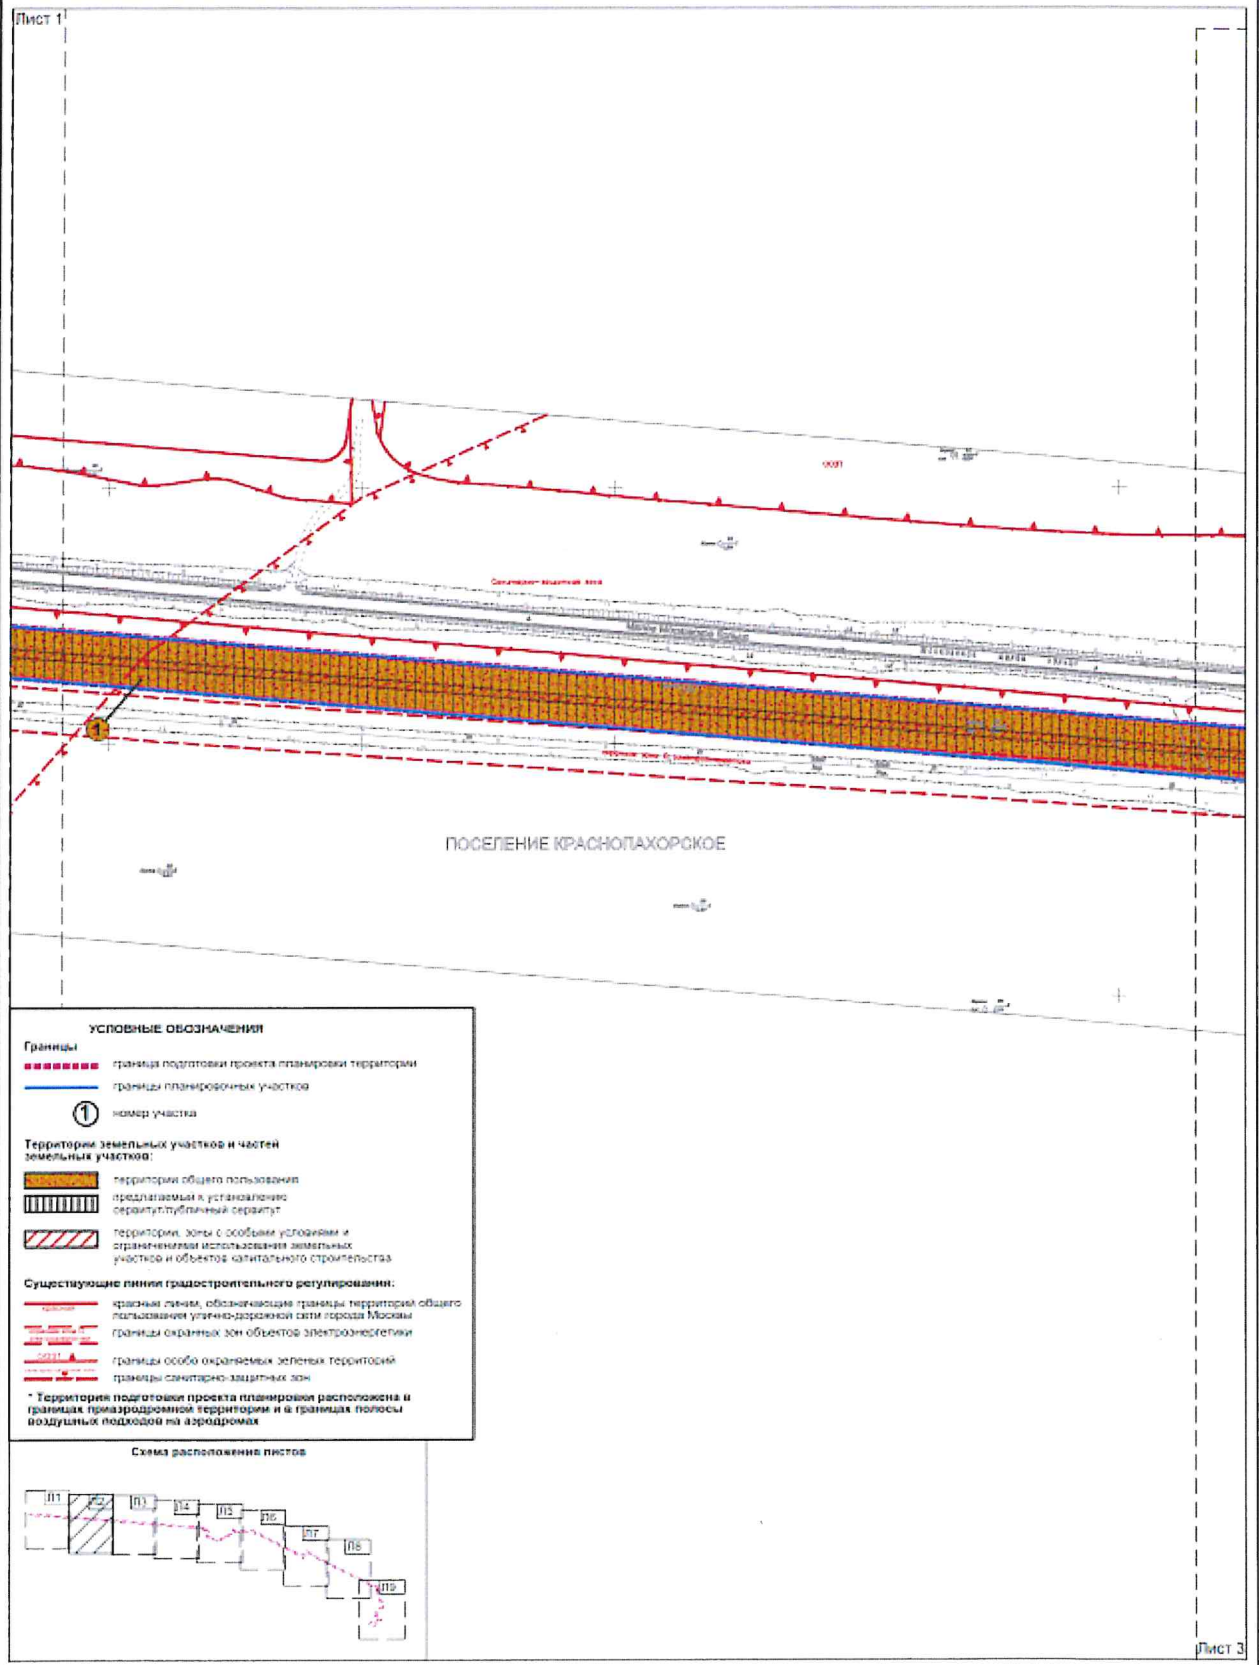 Лист 1
Санитарно-защитная зона
ПОСЕЛЕНИЕ КРАСНОПАХОРСКОЕ
1
УСЛОВНЫЕ ОБОЗНАЧЕНИЯ
Границы
граница подготовки проекта планировки территории
границы планировочных участков
1 номер участка
Территории земельных участков и частей
земельных участков:
территории общего пользования
предлагаемый к установлению
сервитут/публичный сервитут
территории, зоны с особыми условиями и
ограничениями использования земельных
участков и объектов капитального строительства
Существующие линии градостроительного регулирования:
красные линии, обозначающие границы территорий общего
пользования улично-дорожной сети города Москвы
границы охранных зон объектов электроэнергетики
границы особо охраняемых зеленых территорий
границы санитарно-защитных зон
* Территория подготовки проекта планировки расположена в
границах приаэродромной территории и в границах полосы
воздушных подходов на аэродромах
Схема расположения листов
Л1
Л2
Л3
Л4
Л5
Л6
Л7
Л8
Л9
Лист 3